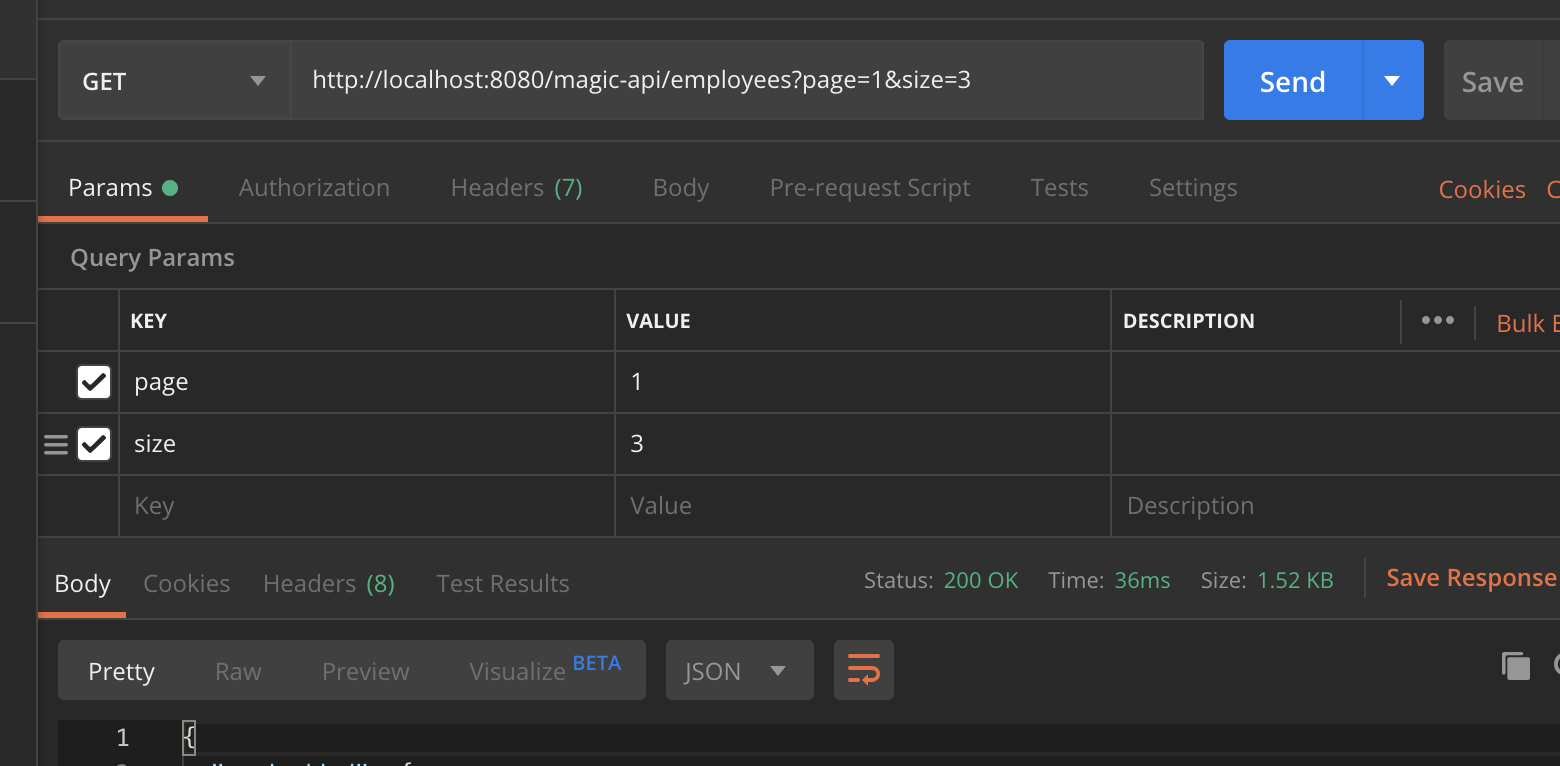 GET http://localhost:8080/magic-api/employees?page=1&size=3 Send Save
Params Authorization Headers (7) Body Pre-request Script Tests Settings Cookies
Query Params
KEY VALUE DESCRIPTION ••• Bulk
page 1
size 3
Key Value Description
Body Cookies Headers (8) Test Results Status: 200 OK Time: 36ms Size: 1.52 KB Save Response
Pretty Raw Preview Visualize BETA JSON
1 {